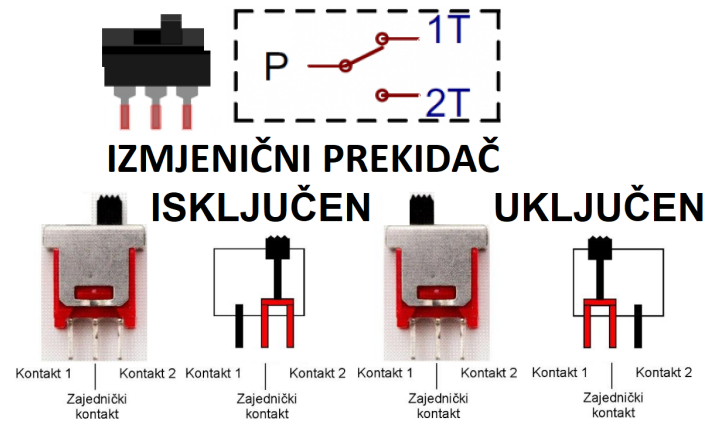 P
1T
2T
IZMJENIČNI PREKIDAČ
ISKLJUČEN
UKLJUČEN
Kontakt 1
Kontakt 2
Zajednički
kontakt
Kontakt 1
Kontakt 2
Zajednički
kontakt
Kontakt 1
Kontakt 2
Zajednički
kontakt
Kontakt 1
Kontakt 2
Zajednički
kontakt